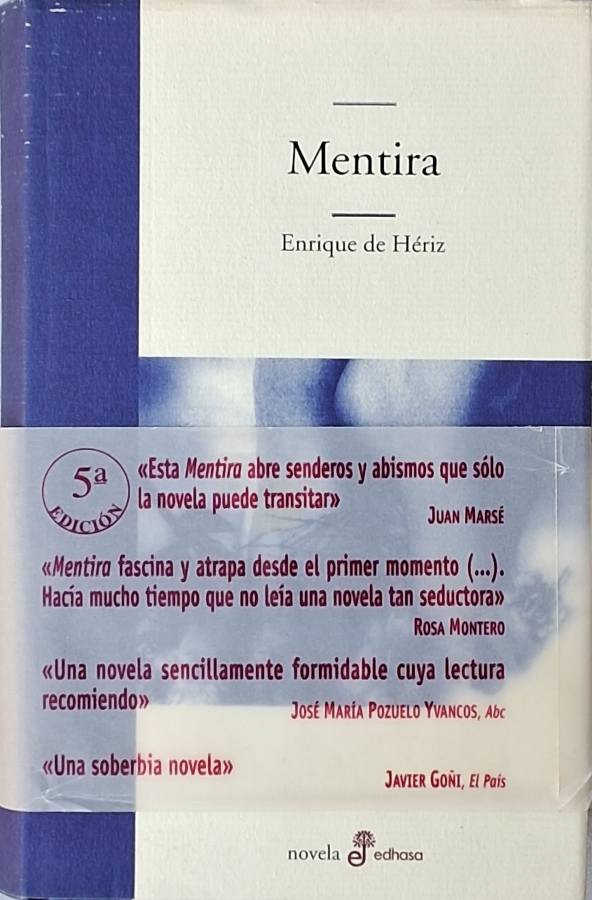 Mentira
Enrique de Hériz
5ª
EDICIÓN
«Esta Mentira abre senderos y abismos que sólo
la novela puede transitar»
JUAN MARSÉ
«Mentira fascina y atrapa desde el primer momento (...).
Hacía mucho tiempo que no leía una novela tan seductora»
ROSA MONTERO
«Una novela sencillamente formidable cuya lectura
recomiendo»
JOSÉ MARÍA POZUELO YVANCOS, Abc
«Una soberbia novela»
JAVIER GOÑI, El País
novela edhasa